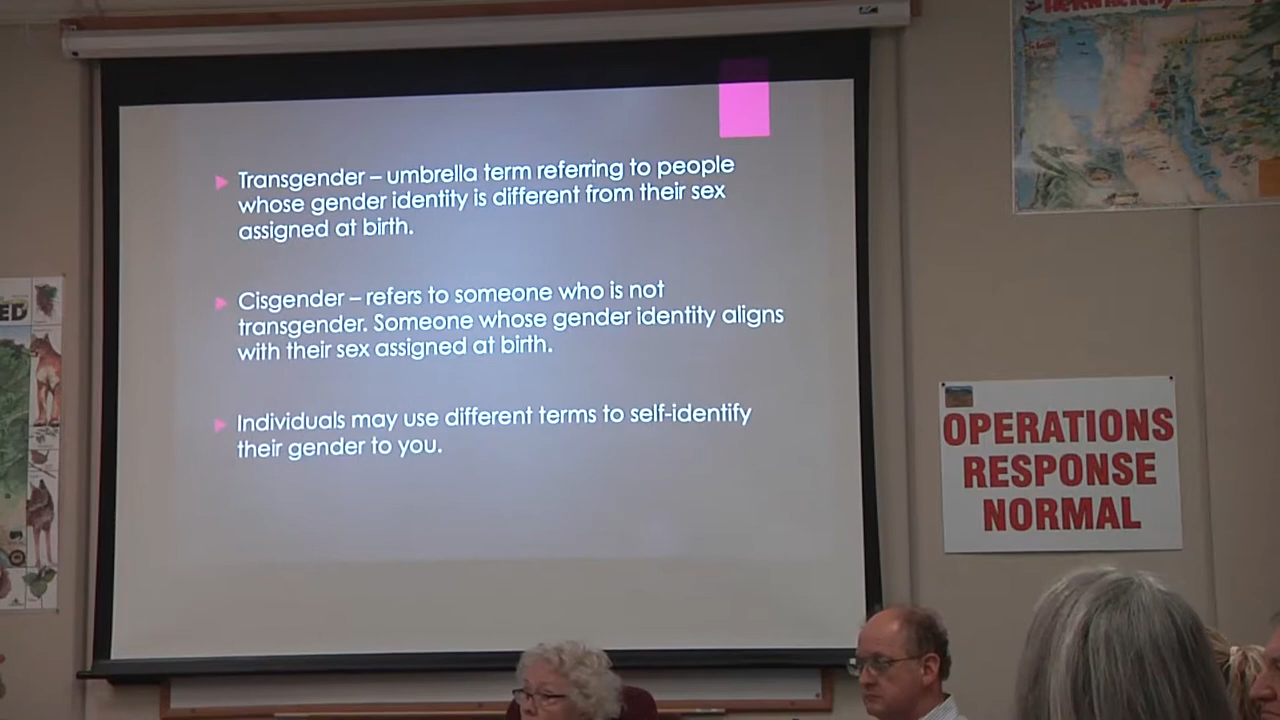 Transgender – umbrella term referring to people
whose gender identity is different from their sex
assigned at birth.
Cisgender – refers to someone who is not
transgender. Someone whose gender identity aligns
with their sex assigned at birth.
Individuals may use different terms to self-identify
their gender to you.
OPERATIONS
RESPONSE
NORMAL
ED